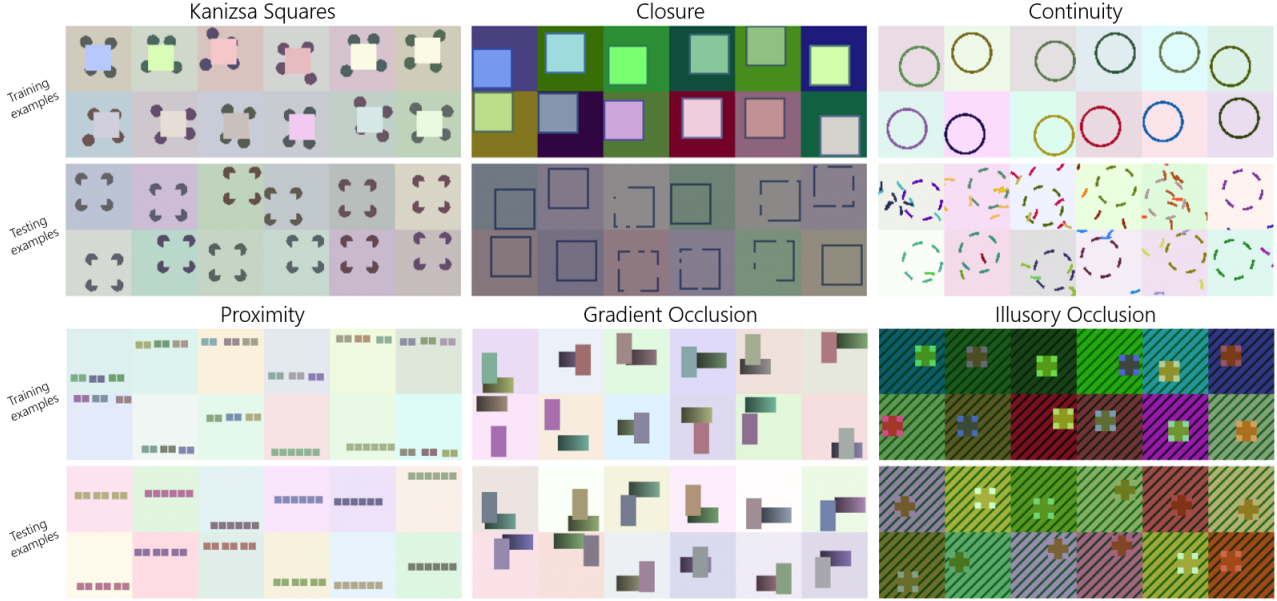 Kanizsa Squares
Closure
Continuity
Training
examples
Testing
examples
Proximity
Gradient Occlusion
Illusory Occlusion
Training
examples
Testing
examples